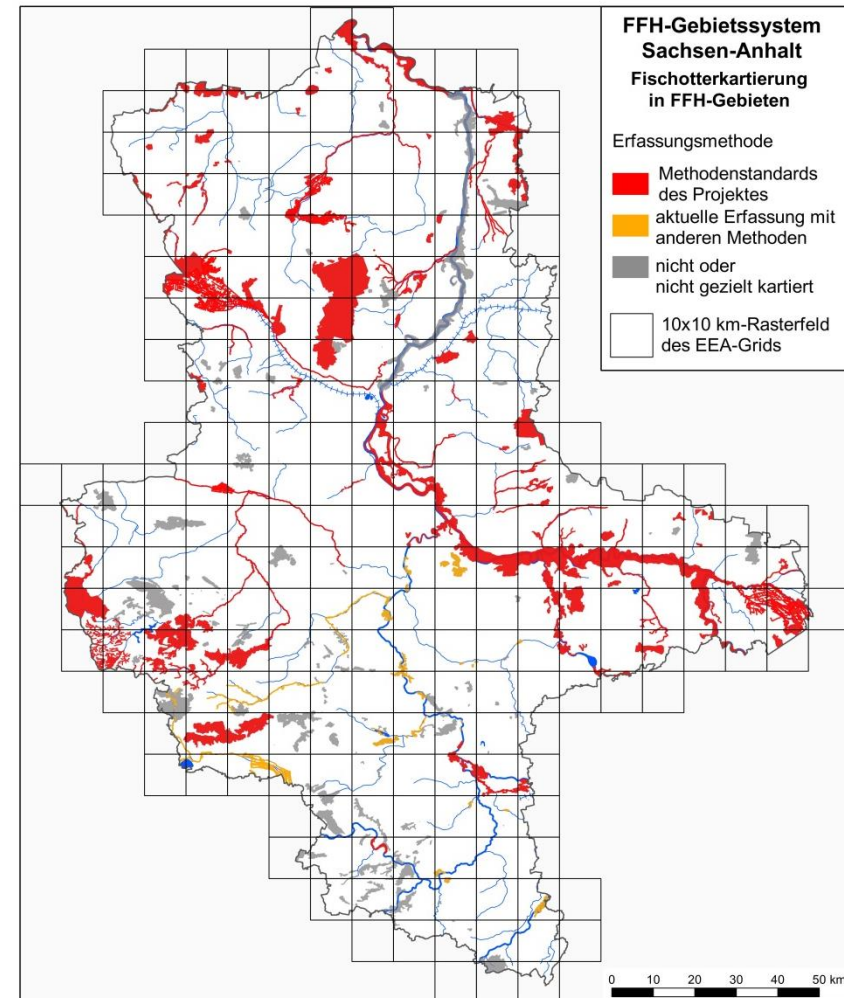 FFH-Gebietssystem
Sachsen-Anhalt
Fischotterkartierung
in FFH-Gebieten
Erfassungsmethode
Methodenstandards
des Projektes
aktuelle Erfassung mit
anderen Methoden
nicht oder
nicht gezielt kartiert
10x10 km-Rasterfeld
des EEA-Grids
0 10 20 30 40 50 km